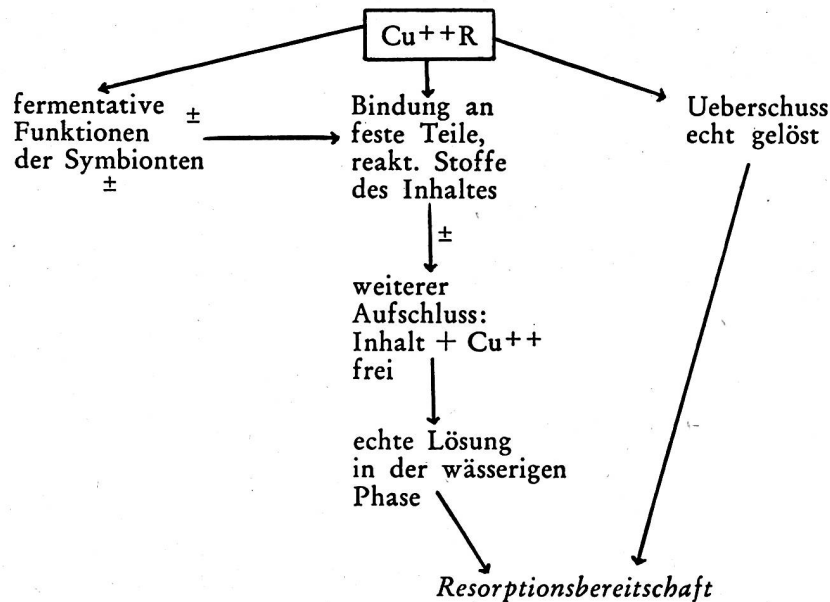 Cu++R
fermentative ±
Funktionen
der Symbionten
±
Bindung an
feste Teile,
reakt. Stoffe
des Inhaltes
Ueberschuss
echt gelöst
±
weiterer
Aufschluss:
Inhalt + Cu++
frei
echte Lösung
in der wässerigen
Phase
Resorptionsbereitschaft